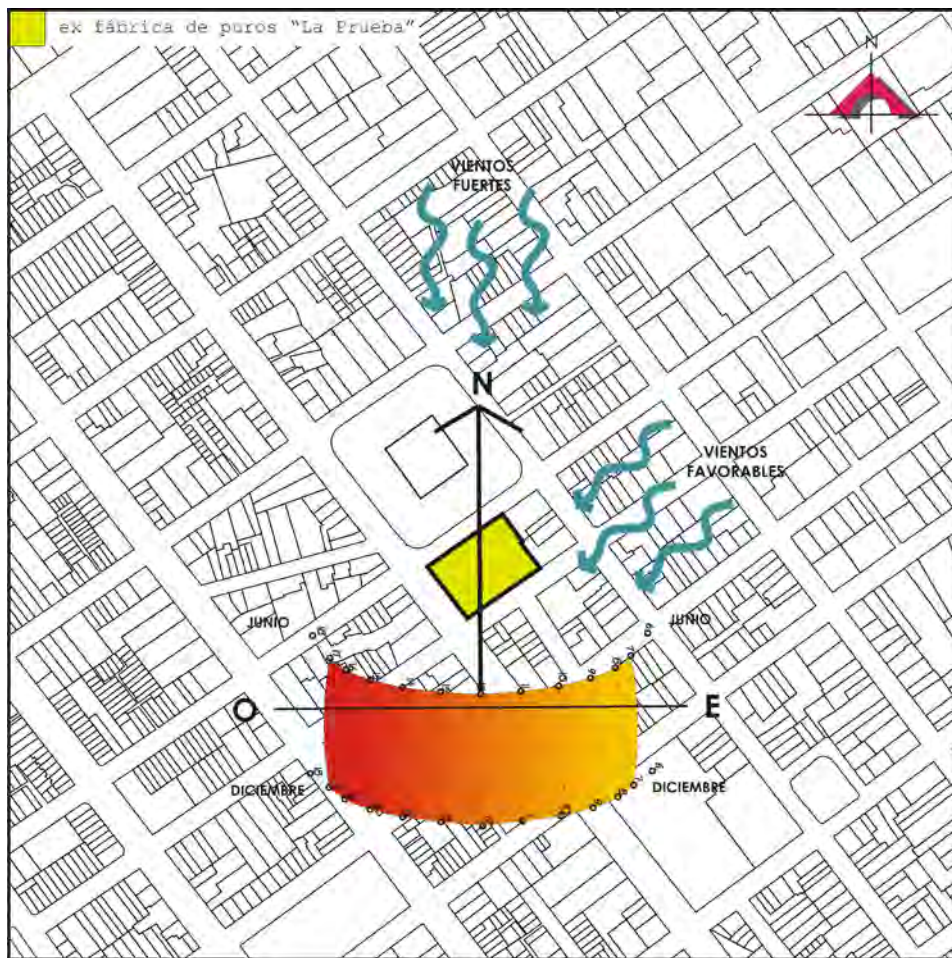 ex fábrica de puros "La Prueba"
N
VIENTOS
FUERTES
N
VIENTOS
FAVORABLES
JUNIO
JUNIO
O
E
DICIEMBRE
DICIEMBRE